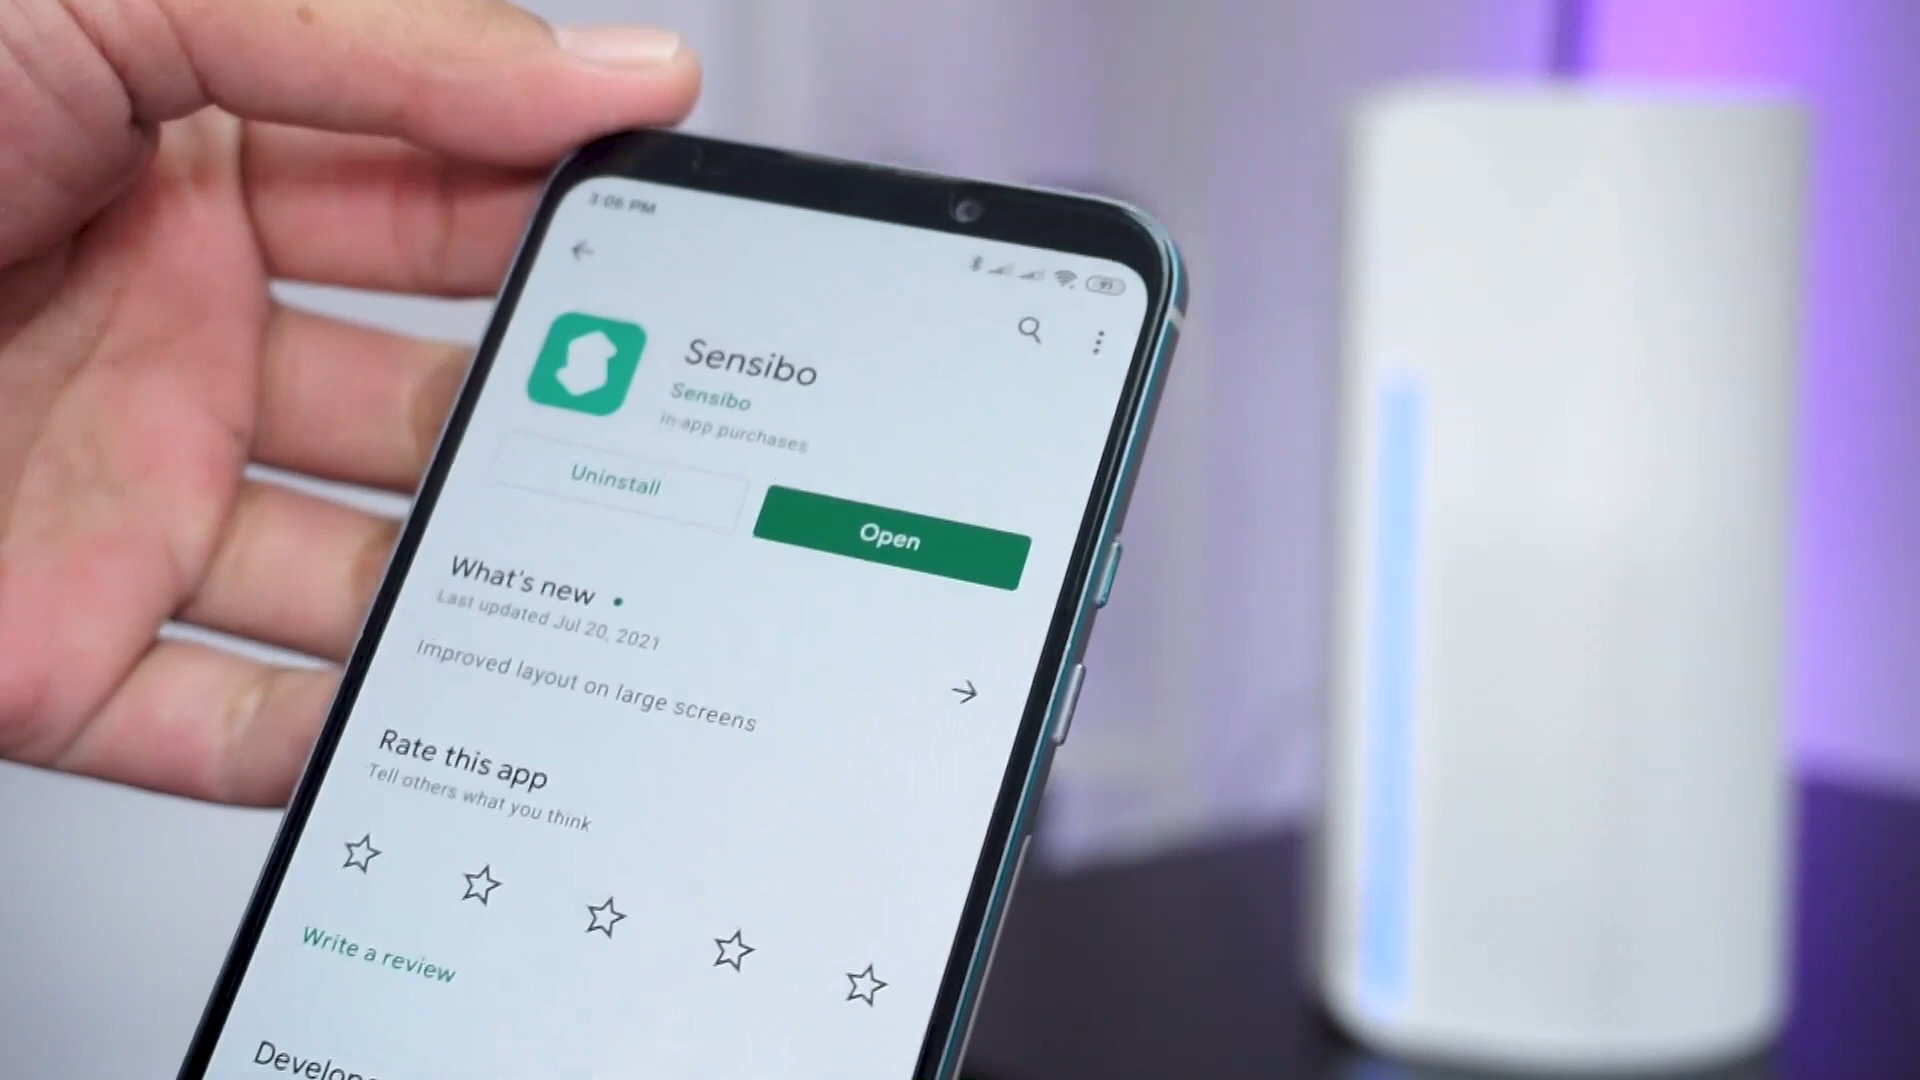 3:06 PM
91
Sensibo
Sensibo
In-app purchases
Uninstall
Open
What's new
Last updated Jul 20, 2021
Improved layout on large screens
Rate this app
Tell others what you think
Write a review